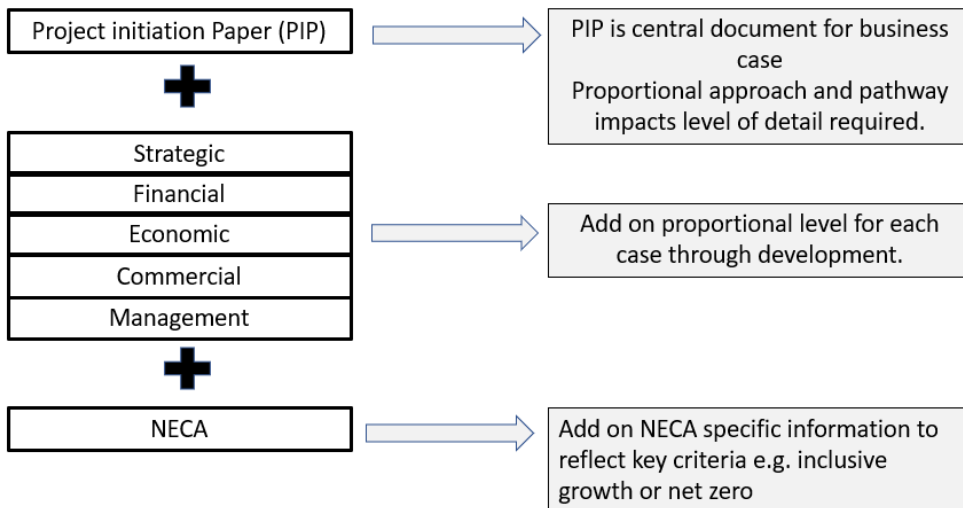 Project initiation Paper (PIP)
PIP is central document for business
case
Proportional approach and pathway
impacts level of detail required.
Strategic
Financial
Economic
Commercial
Management
Add on proportional level for each
case through development.
NECA
Add on NECA specific information to
reflect key criteria e.g. inclusive
growth or net zero